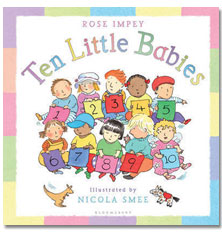 ROSE IMPEY
Ten Little Babies
1 2 3 4 5
6 7 8 9 10
Illustrated by
NICOLA SMEE
BLOOMSBURY